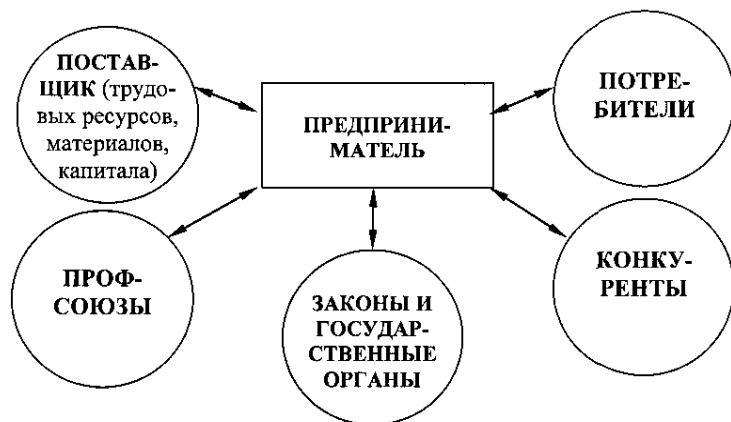 ПОСТАВ-
ЩИК (трудо-
вых ресурсов,
материалов,
капитала)
ПРЕДПРИНИ-
МАТЕЛЬ
ПОТРЕ-
БИТЕЛИ
ПРОФ-
СОЮЗЫ
ЗАКОНЫ И
ГОСУДАР-
СТВЕННЫЕ
ОРГАНЫ
КОНКУ-
РЕНТЫ